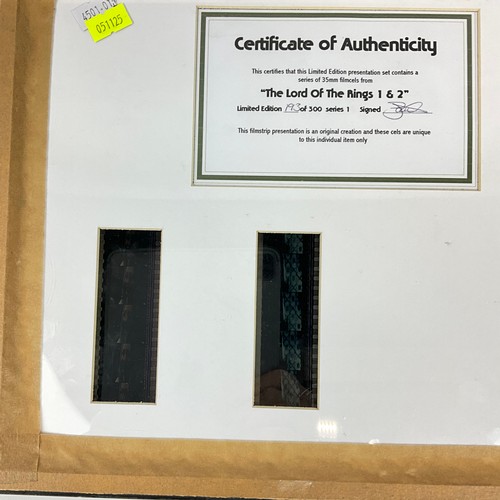 4501-012
051125
Certificate of Authenticity
This certifies that this Limited Edition presentation set contains a
series of 35mm filmcels from
"The Lord Of The Rings 1 & 2"
Limited Edition 193 of 300 series 1 Signed
This filmstrip presentation is an original creation and these cels are unique
to this individual item only